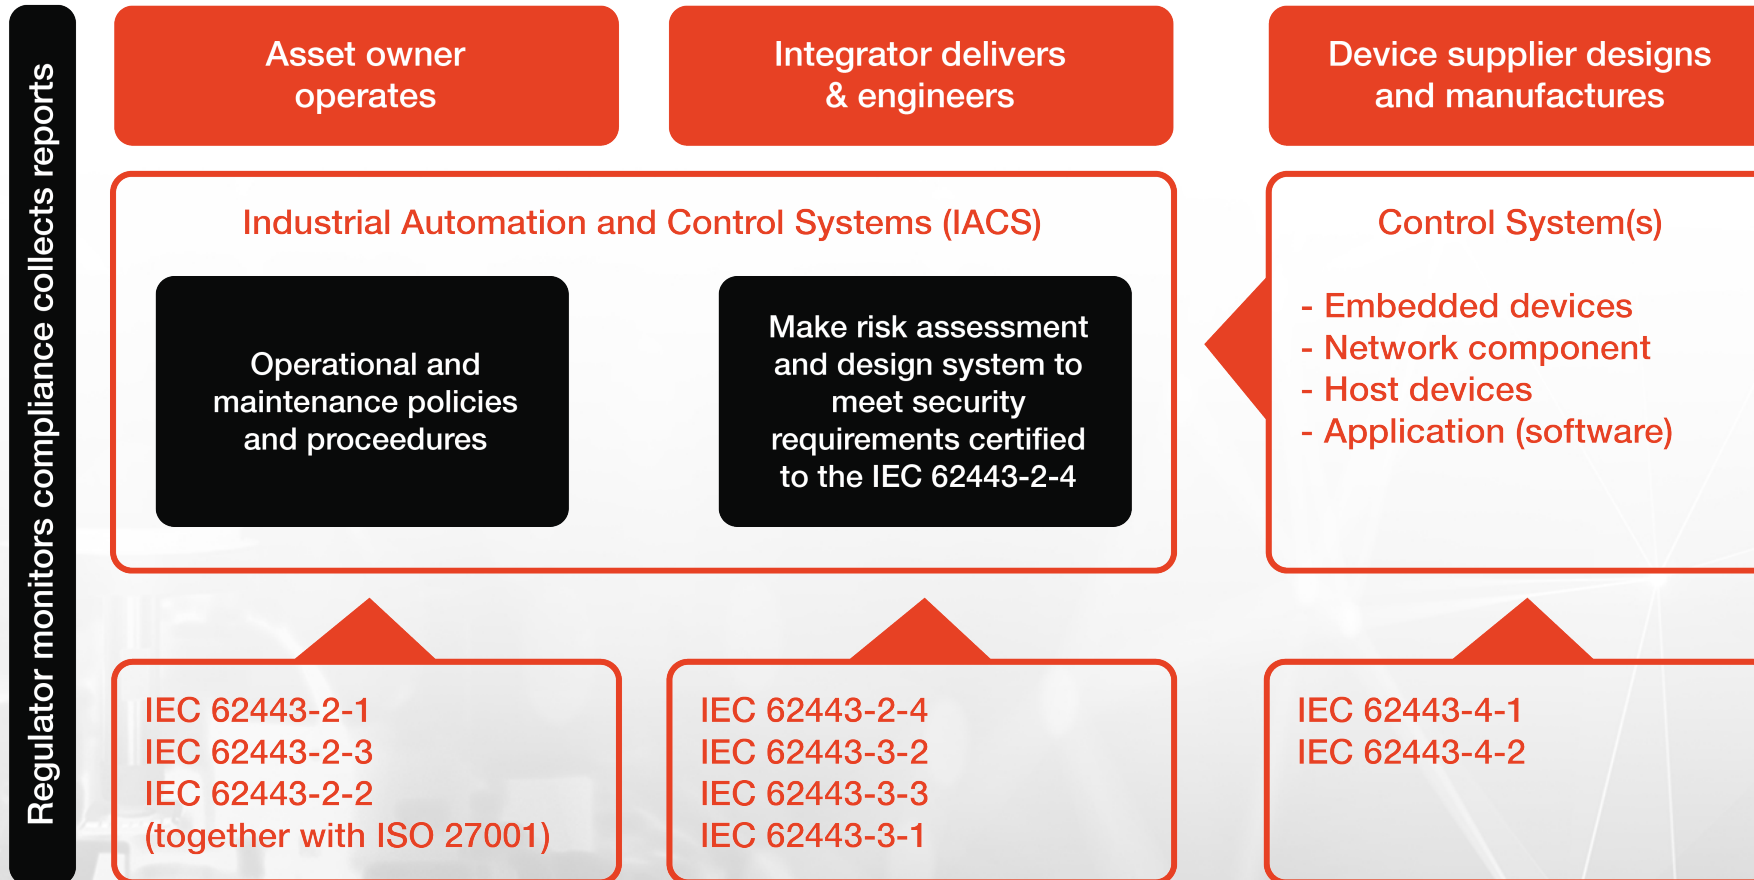 Regulator monitors compliance collects reports
Asset owner
operates
Integrator delivers
& engineers
Device supplier designs
and manufactures
Industrial Automation and Control Systems (IACS)
Operational and
maintenance policies
and proceedures
Make risk assessment
and design system to
meet security
requirements certified
to the IEC 62443-2-4
Control System(s)
- Embedded devices
- Network component
- Host devices
- Application (software)
IEC 62443-2-1
IEC 62443-2-3
IEC 62443-2-2
(together with ISO 27001)
IEC 62443-2-4
IEC 62443-3-2
IEC 62443-3-3
IEC 62443-3-1
IEC 62443-4-1
IEC 62443-4-2